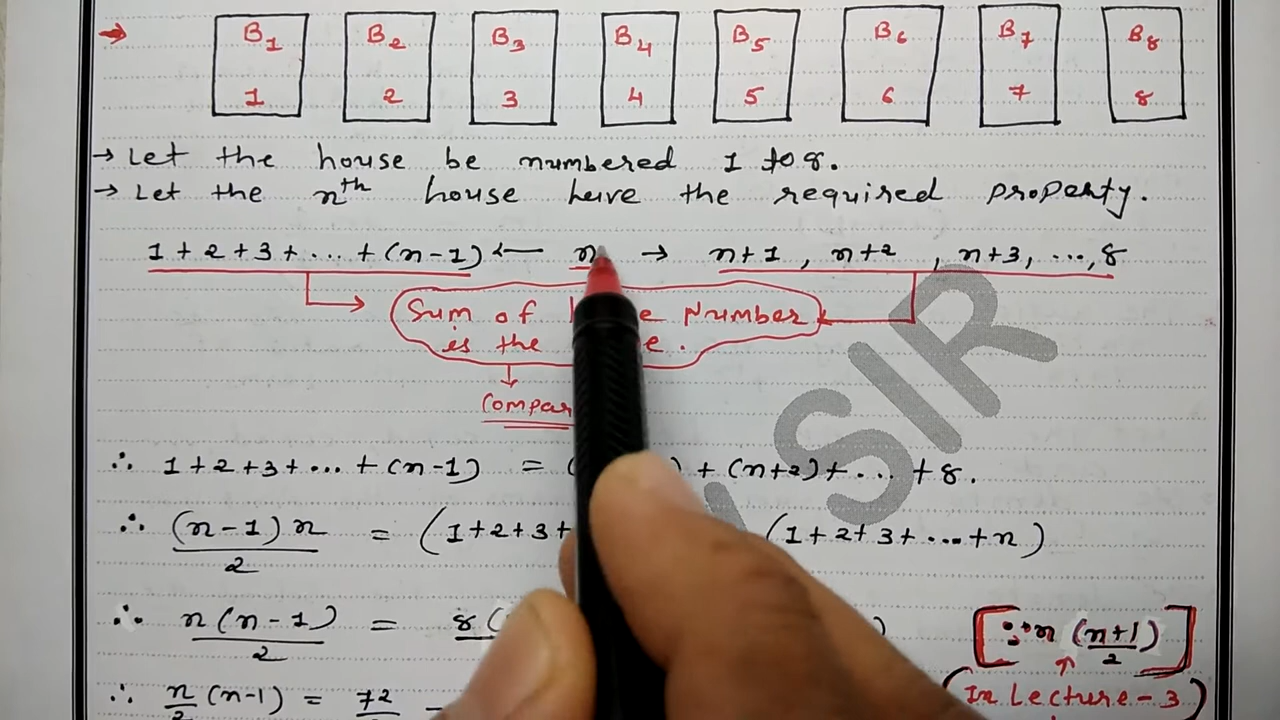 → B1 B2 B3 B4 B5 B6 B7 B8
1 2 3 4 5 6 7 8
→ Let the house be numbered 1 to 8.
→ Let the nth house have the required property.
1 + 2 + 3 + ... + (n-1) ← n → n+1 , n+2 , n+3, ..., 8
Sum of Number
is the
∴ 1 + 2 + 3 + ... + (n-1) = ( ) + (n+2) + ... + 8.
∴ (n-1) n / 2 = (1+2+3+ (1+2+3+...+n)
∴ n(n-1) / 2 = 8( )
[∵ n (n+1) / 2]
∴ n/2 (n-1) = 72
(In Lecture-3)
SIR